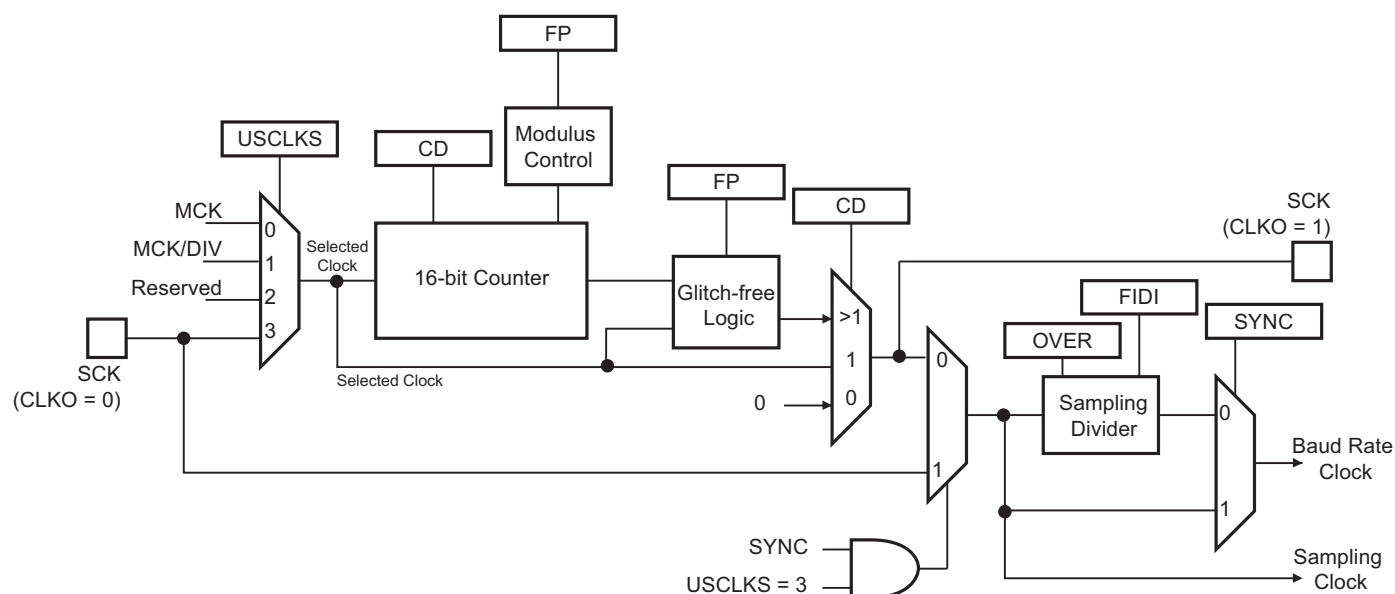 FP
USCLKS
CD
Modulus
Control
FP
CD
SCK
(CLKO = 1)
MCK
0
MCK/DIV
1
Reserved
2
3
Selected
Clock
16-bit Counter
Glitch-free
Logic
>1
1
0
0
FIDI
OVER
SYNC
SCK
(CLKO = 0)
Selected Clock
0
1
Sampling
Divider
0
1
Baud Rate
Clock
SYNC
USCLKS = 3
Sampling
Clock